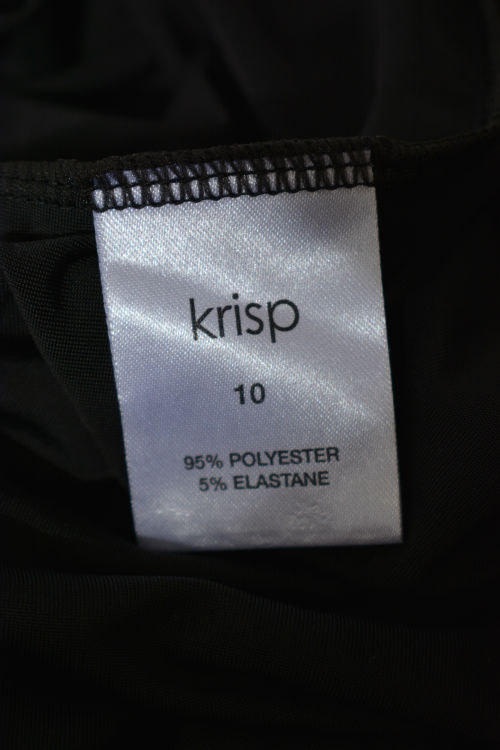 krisp
10
95% POLYESTER
5% ELASTANE